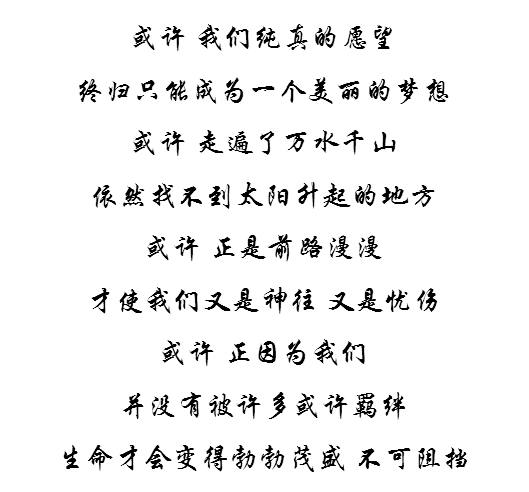 或许 我们纯真的愿望
终归只能成为一个美丽的梦想
或许 走遍了万水千山
依然找不到太阳升起的地方
或许 正是前路漫漫
才使我们又是神往 又是忧伤
或许 正因为我们
并没有被许多或许羁绊
生命才会变得勃勃茂盛 不可阻挡